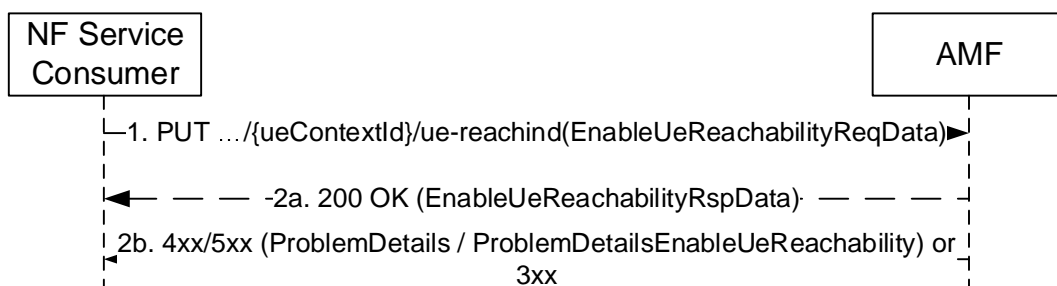 NF Service
Consumer
AMF
1. PUT …/{ueContextId}/ue-reachind(EnableUeReachabilityReqData)
2a. 200 OK (EnableUeReachabilityRspData)
2b. 4xx/5xx (ProblemDetails / ProblemDetailsEnableUeReachability) or
3xx